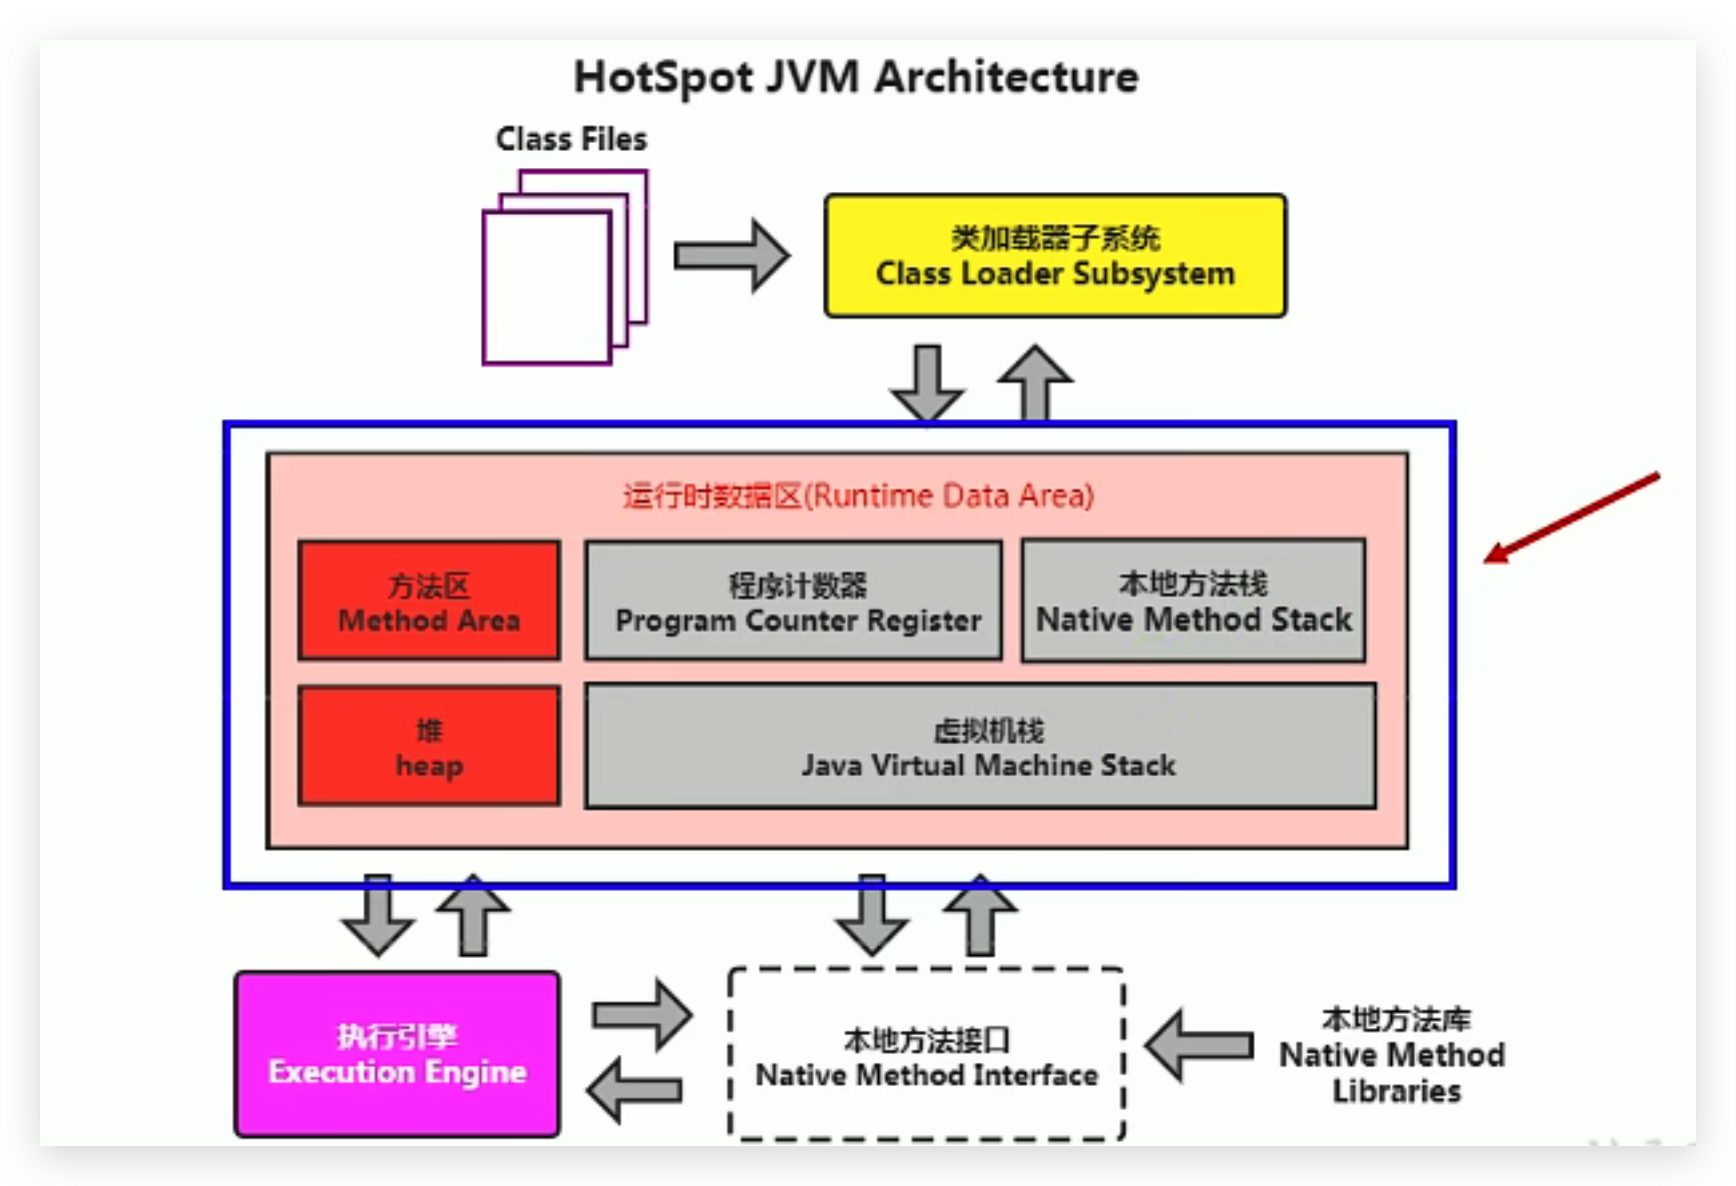 HotSpot JVM Architecture
Class Files
类加载器子系统
Class Loader Subsystem
运行时数据区(Runtime Data Area)
方法区
Method Area
程序计数器
Program Counter Register
本地方法栈
Native Method Stack
堆
heap
虚拟机栈
Java Virtual Machine Stack
执行引擎
Execution Engine
本地方法接口
Native Method Interface
本地方法库
Native Method
Libraries